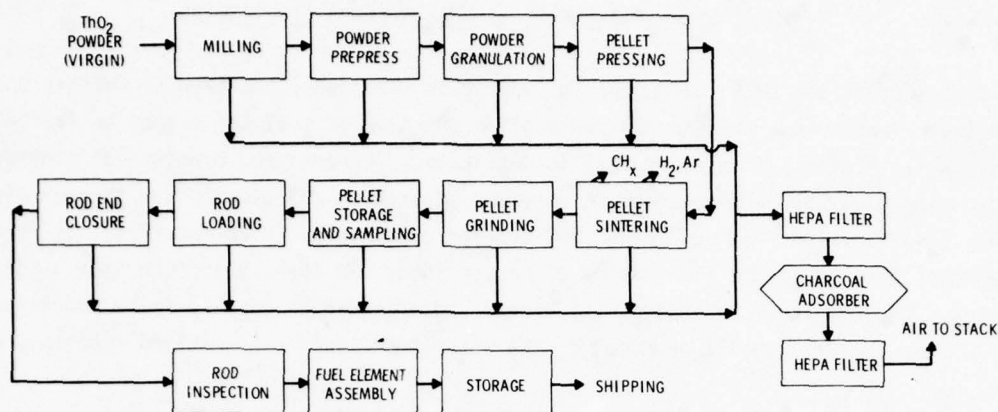 ThO2
POWDER
(VIRGIN)
MILLING
POWDER
PREPRESS
POWDER
GRANULATION
PELLET
PRESSING
CHx
H2, Ar
ROD END
CLOSURE
ROD
LOADING
PELLET
STORAGE
AND SAMPLING
PELLET
GRINDING
PELLET
SINTERING
HEPA FILTER
CHARCOAL
ADSORBER
HEPA FILTER
AIR TO STACK
ROD
INSPECTION
FUEL ELEMENT
ASSEMBLY
STORAGE
SHIPPING